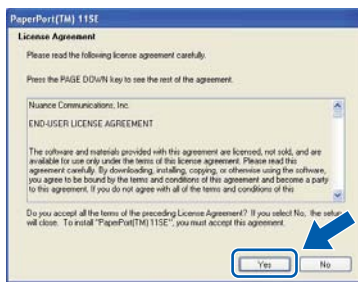 PaperPort(TM) 11SE
License Agreement
Please read the following license agreement carefully.
Press the PAGE DOWN key to see the rest of the agreement.
Nuance Communications, Inc.
END-USER LICENSE AGREEMENT
The software and materials provided with this agreement are licensed, not sold, and are
available for use only under the terms of this license agreement. Please read this
agreement carefully. By downloading, installing, copying, or otherwise using the software,
you agree to be bound by the terms and conditions of this agreement and become a party
to this agreement. If you do not agree with all of the terms and conditions of this
Do you accept all the terms of the preceding License Agreement? If you select No, the setup
will close. To install "PaperPort(TM) 11SE", you must accept this agreement.
Yes
No